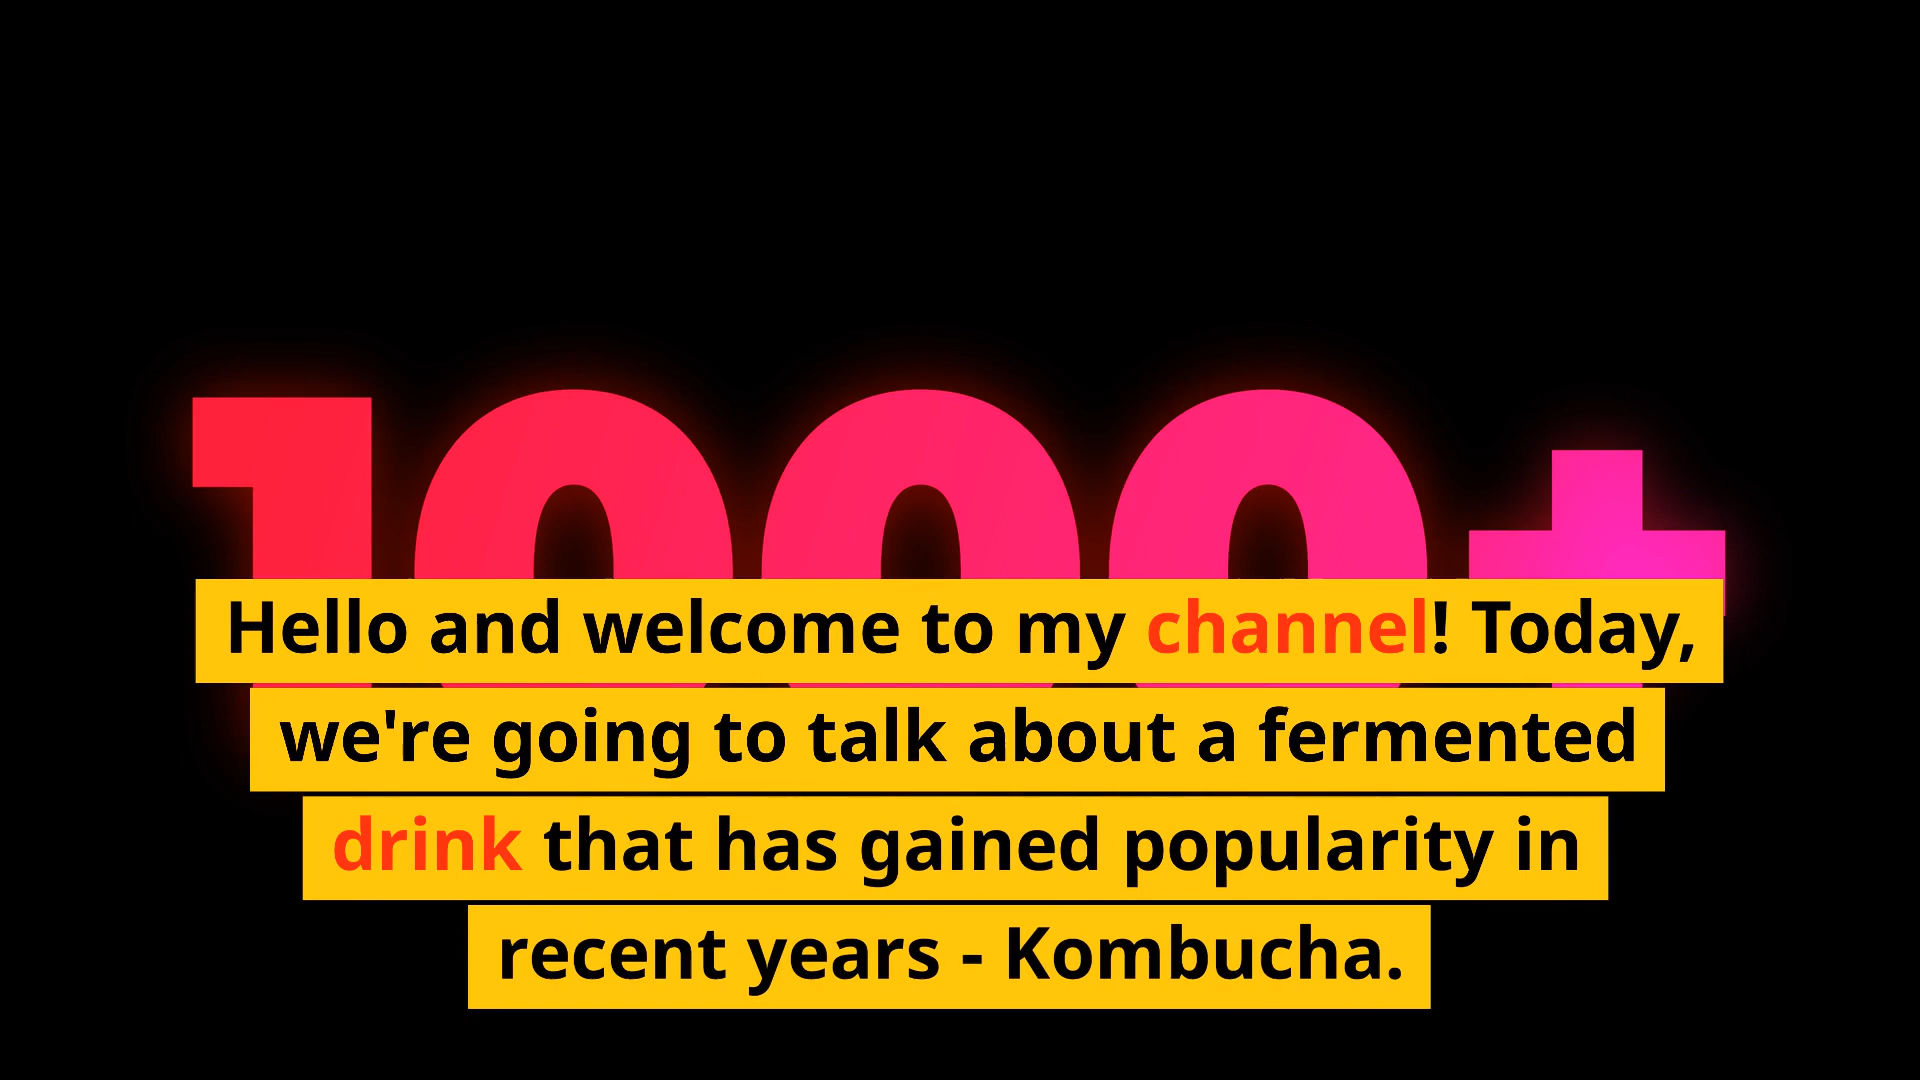 1000+
Hello and welcome to my channel! Today,
we're going to talk about a fermented
drink that has gained popularity in
recent years - Kombucha.